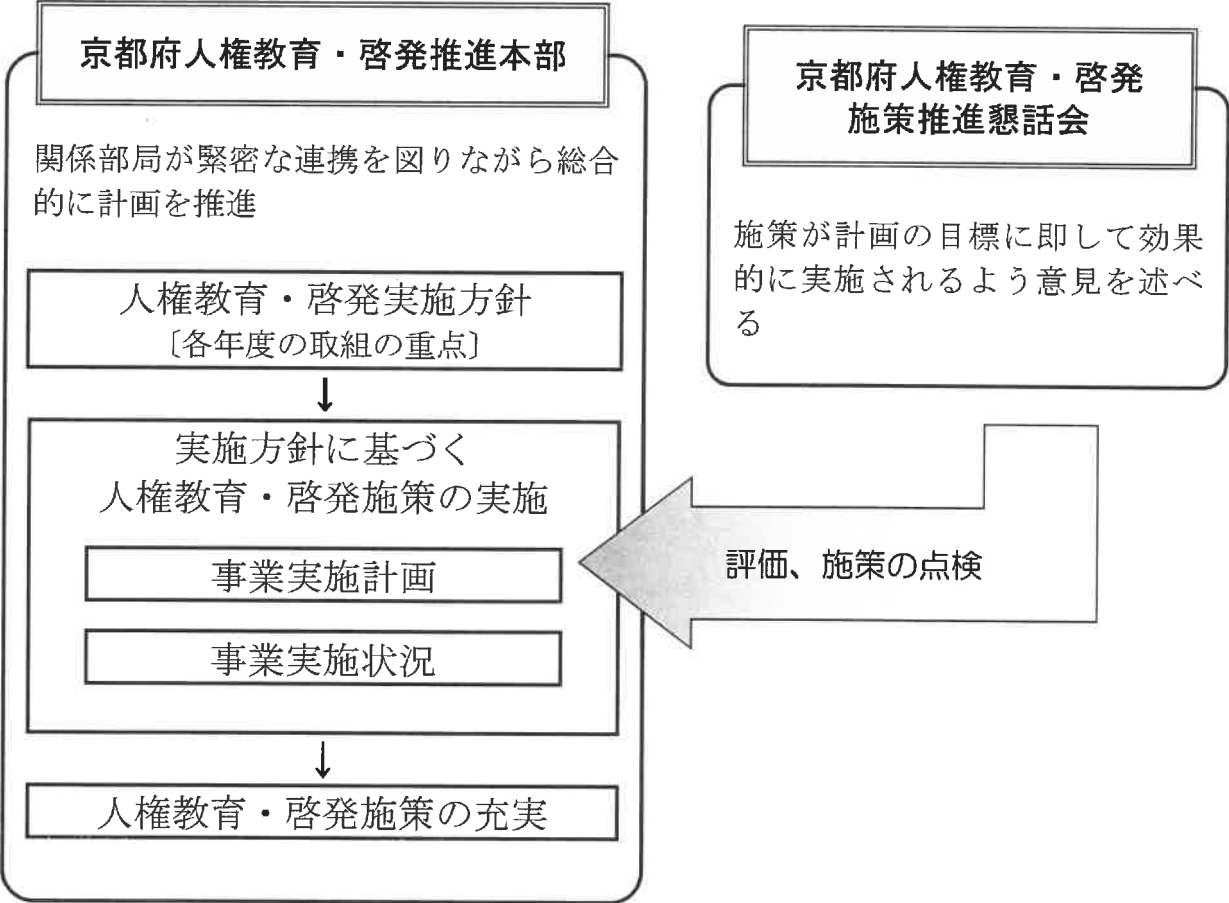 京都府人権教育・啓発推進本部
関係部局が緊密な連携を図りながら総合
的に計画を推進
人権教育・啓発実施方針
〔各年度の取組の重点〕
↓
実施方針に基づく
人権教育・啓発施策の実施
事業実施計画
事業実施状況
↓
人権教育・啓発施策の充実
京都府人権教育・啓発
施策推進懇話会
施策が計画の目標に即して効果
的に実施されるよう意見を述べ
る
評価、施策の点検